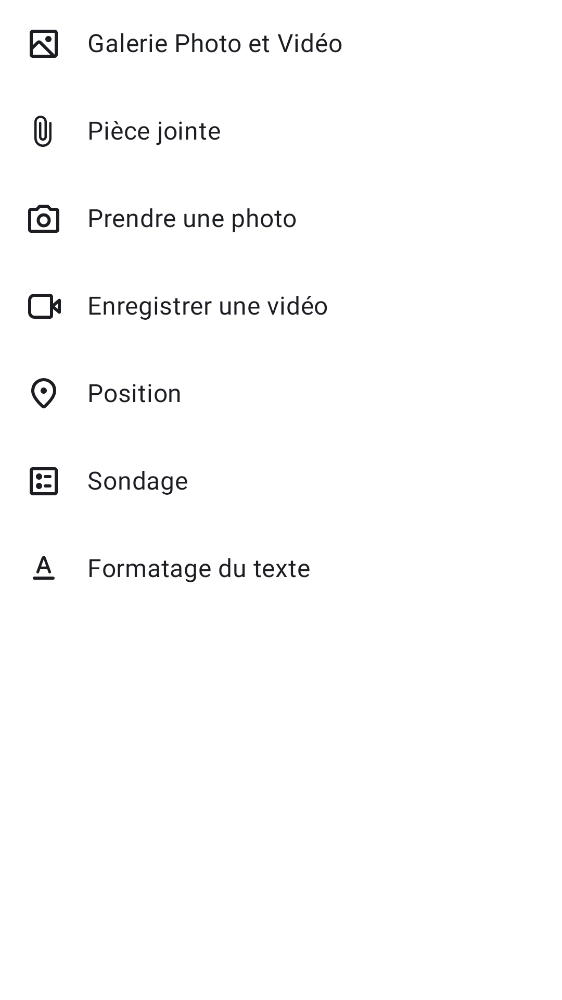 Galerie Photo et Vidéo
Pièce jointe
Prendre une photo
Enregistrer une vidéo
Position
Sondage
Formatage du texte